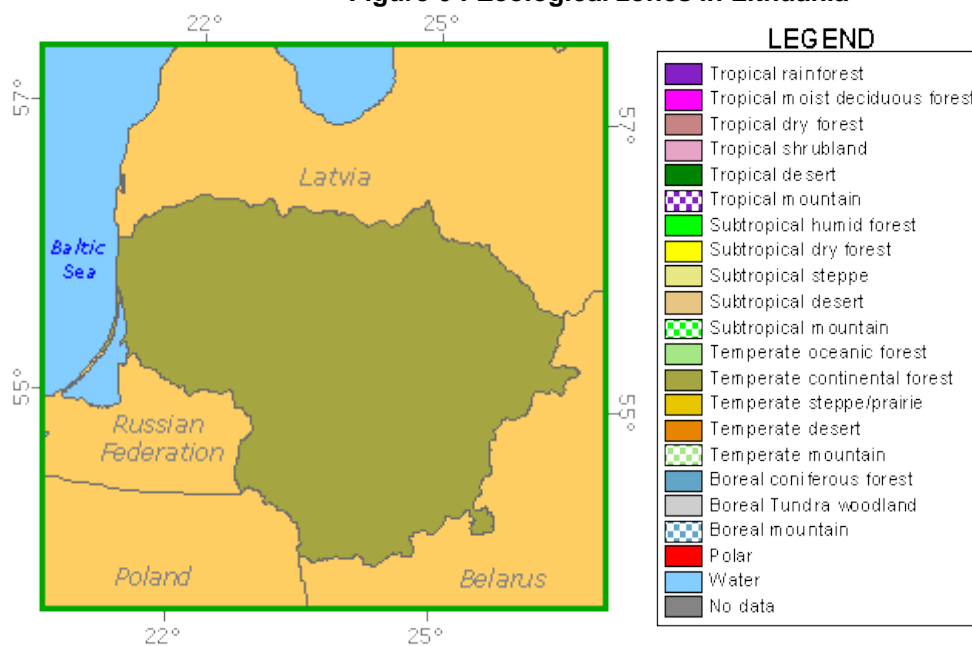 22°
25°
57°
57°
Latvia
Baltic
Sea
55°
55°
Russian
Federation
Poland
Belarus
22°
25°
LEGEND
Tropical rainforest
Tropical moist deciduous forest
Tropical dry forest
Tropical shrubland
Tropical desert
Tropical mountain
Subtropical humid forest
Subtropical dry forest
Subtropical steppe
Subtropical desert
Subtropical mountain
Temperate oceanic forest
Temperate continental forest
Temperate steppe/prairie
Temperate desert
Temperate mountain
Boreal coniferous forest
Boreal Tundra woodland
Boreal mountain
Polar
Water
No data